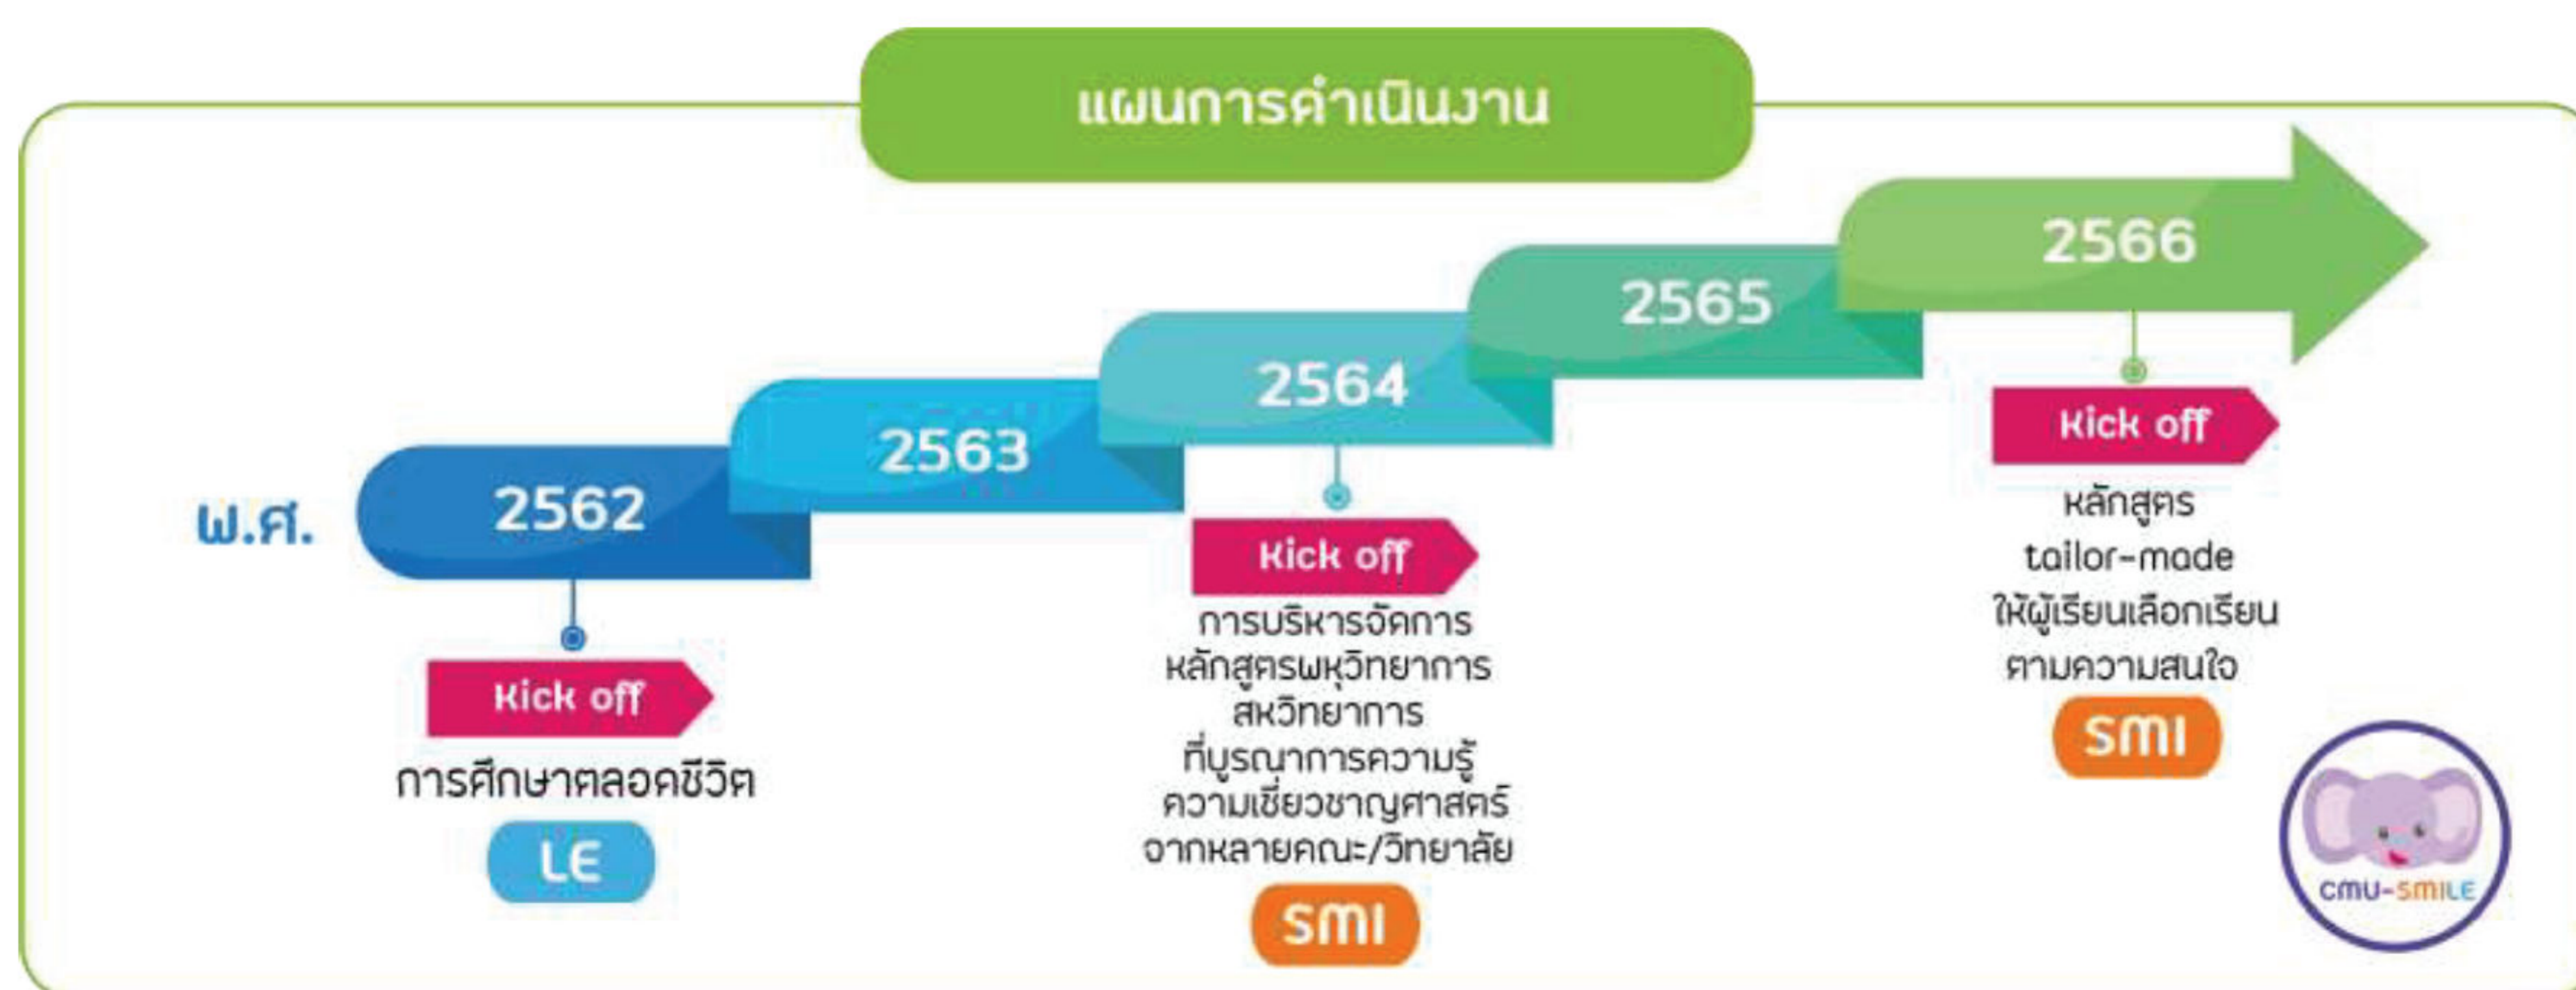 แผนการดำเนินงาน
พ.ศ.
2562
2563
2564
2565
2566
Kick off
การศึกษาตลอดชีวิต
LE
Kick off
การบริหารจัดการ
หลักสูตรพหุวิทยาการ
สหวิทยาการ
ที่บูรณาการความรู้
ความเชี่ยวชาญศาสตร์
จากหลายคณะ/วิทยาลัย
SMI
Kick off
หลักสูตร
tailor-made
ให้ผู้เรียนเลือกเรียน
ตามความสนใจ
SMI
CMU-SMILE